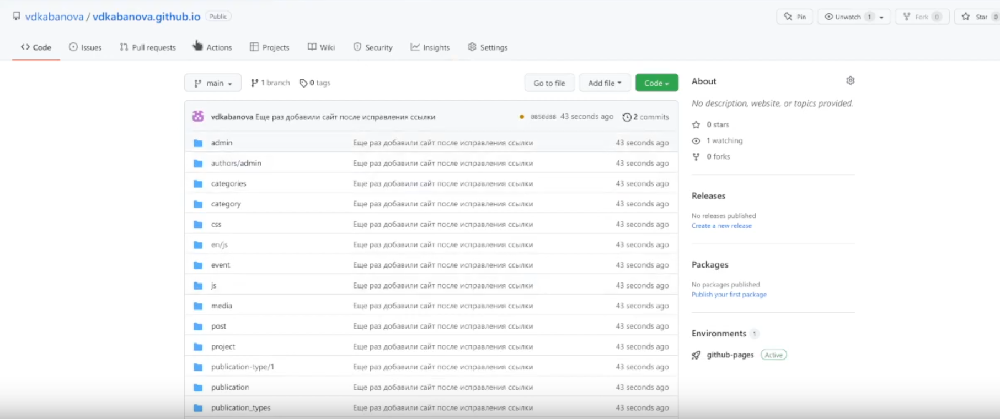 vdkabanova / vdkabanova.github.io Public
Pin Unwatch 1 Fork 0 Star 0
Code Issues Pull requests Actions Projects Wiki Security Insights Settings
main 1 branch 0 tags Go to file Add file Code
vdkabanova Еще раз добавили сайт после исправления ссылки 43 seconds ago 2 commits
admin Еще раз добавили сайт после исправления ссылки 43 seconds ago
authors/admin Еще раз добавили сайт после исправления ссылки 43 seconds ago
categories Еще раз добавили сайт после исправления ссылки 43 seconds ago
category Еще раз добавили сайт после исправления ссылки 43 seconds ago
css Еще раз добавили сайт после исправления ссылки 43 seconds ago
en/js Еще раз добавили сайт после исправления ссылки 43 seconds ago
event Еще раз добавили сайт после исправления ссылки 43 seconds ago
js Еще раз добавили сайт после исправления ссылки 43 seconds ago
media Еще раз добавили сайт после исправления ссылки 43 seconds ago
post Еще раз добавили сайт после исправления ссылки 43 seconds ago
project Еще раз добавили сайт после исправления ссылки 43 seconds ago
publication-type/1 Еще раз добавили сайт после исправления ссылки 43 seconds ago
publication Еще раз добавили сайт после исправления ссылки 43 seconds ago
publication_types Еще раз добавили сайт после исправления ссылки 43 seconds ago
About
No description, website, or topics provided.
0 stars
1 watching
0 forks
Releases
No releases published
Create a new release
Packages
No packages published
Publish your first package
Environments 1
github-pages Active